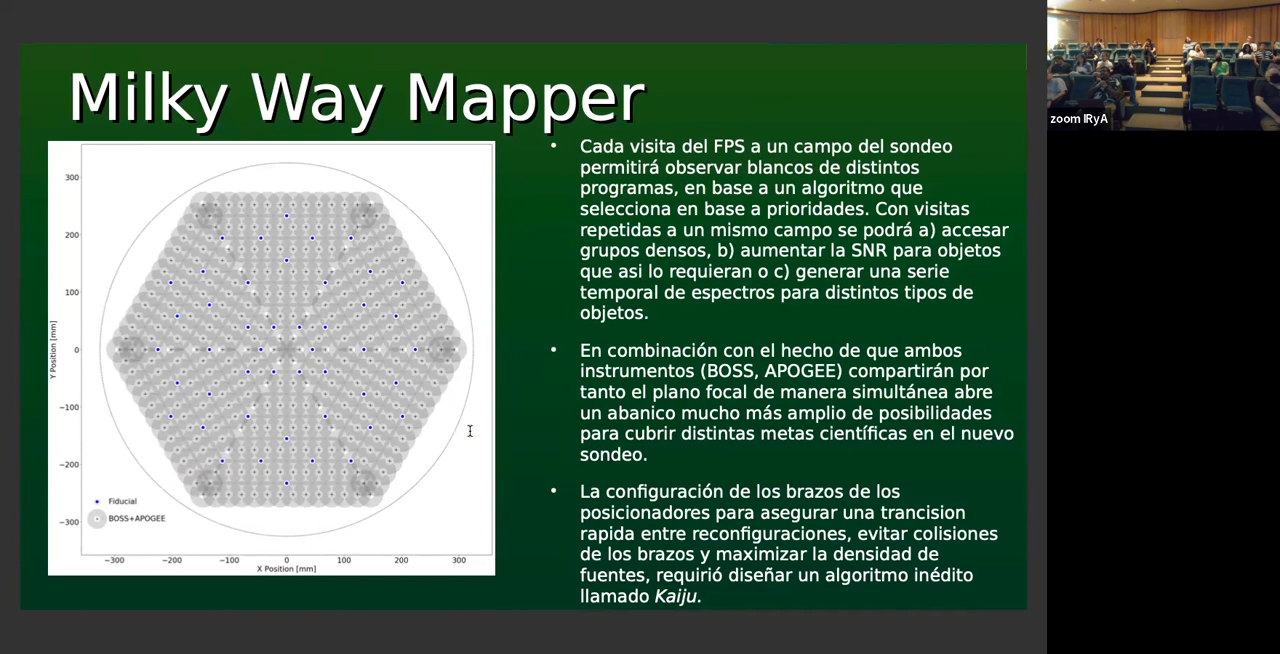 Milky Way Mapper
zoom IRyA
• Cada visita del FPS a un campo del sondeo
permitirá observar blancos de distintos
programas, en base a un algoritmo que
selecciona en base a prioridades. Con visitas
repetidas a un mismo campo se podrá a) accesar
grupos densos, b) aumentar la SNR para objetos
que asi lo requieran o c) generar una serie
temporal de espectros para distintos tipos de
objetos.
• En combinación con el hecho de que ambos
instrumentos (BOSS, APOGEE) compartirán por
tanto el plano focal de manera simultánea abre
un abanico mucho más amplio de posibilidades
para cubrir distintas metas científicas en el nuevo
sondeo.
• La configuración de los brazos de los
posicionadores para asegurar una trancision
rapida entre reconfiguraciones, evitar colisiones
de los brazos y maximizar la densidad de
fuentes, requirió diseñar un algoritmo inédito
llamado Kaiju.
300
200
100
0
−100
−200
−300
Y Position [mm]
Fiducial
BOSS+APOGEE
−300 −200 −100 0 100 200 300
X Position [mm]